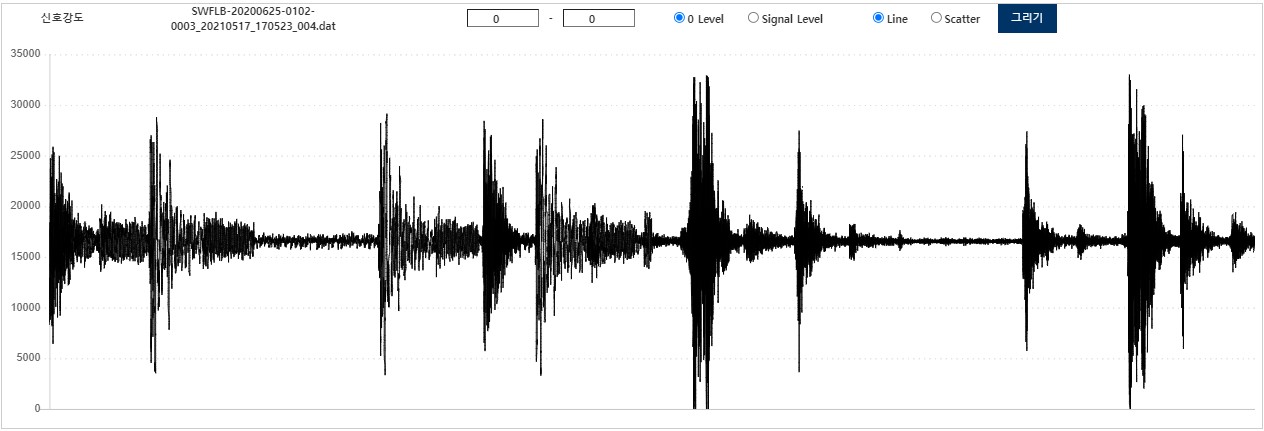 신호강도
SWFLB-20200625-0102-
0003_20210517_170523_004.dat
0 - 0
0 Level Signal Level
Line Scatter
그리기
35000
30000
25000
20000
15000
10000
5000
0